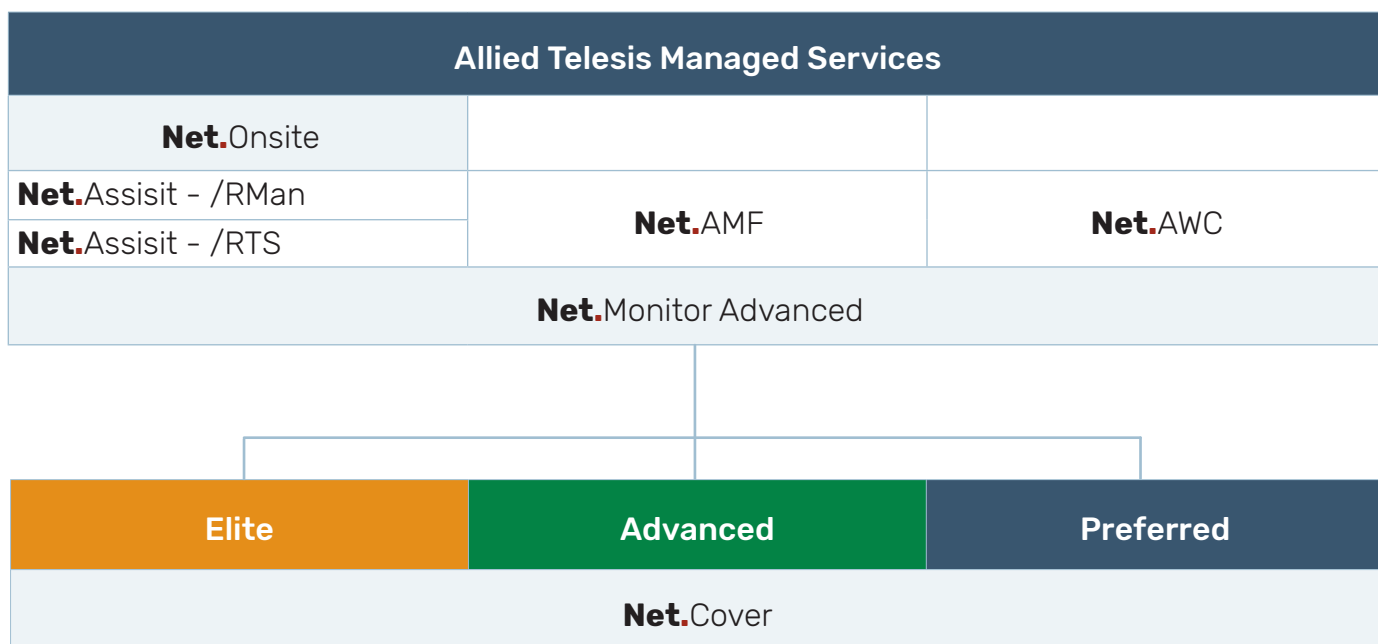 Allied Telesis Managed Services
Net.Onsite
Net.Assisit - /RMan
Net.Assisit - /RTS
Net.AMF
Net.AWC
Net.Monitor Advanced
Elite
Advanced
Preferred
Net.Cover